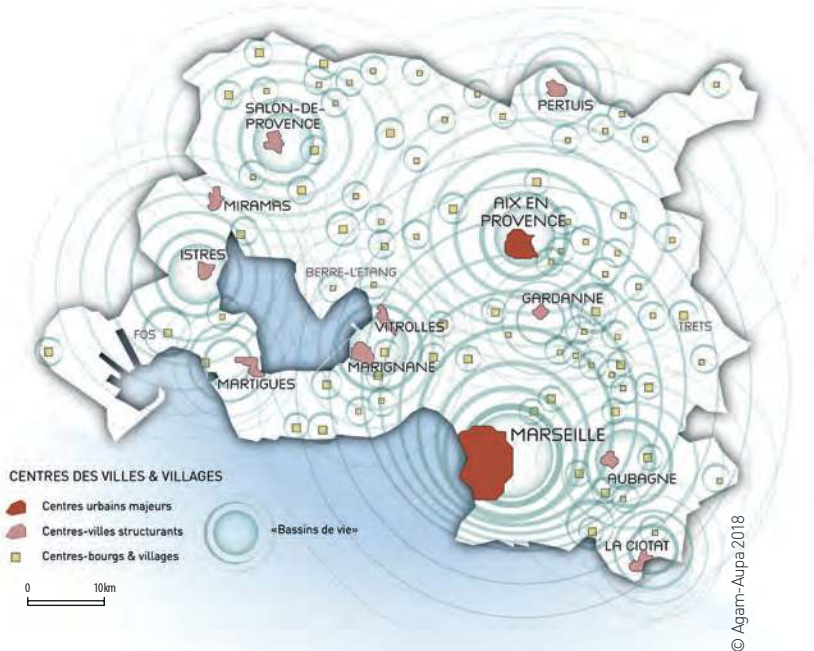 PERTUIS
SALON-DE-
PROVENCE
MIRAMAS
AIX EN
PROVENCE
ISTRES
BERRE-L'ETANG
GARDANNE
VITROLLES
TRETS
FOS
MARIGNANE
MARTIGUES
MARSEILLE
AUBAGNE
LA CIOTAT
CENTRES DES VILLES & VILLAGES
Centres urbains majeurs
Centres-villes structurants
«Bassins de vie»
Centres-bourgs & villages
0 10km
© Agam-Aupa 2018